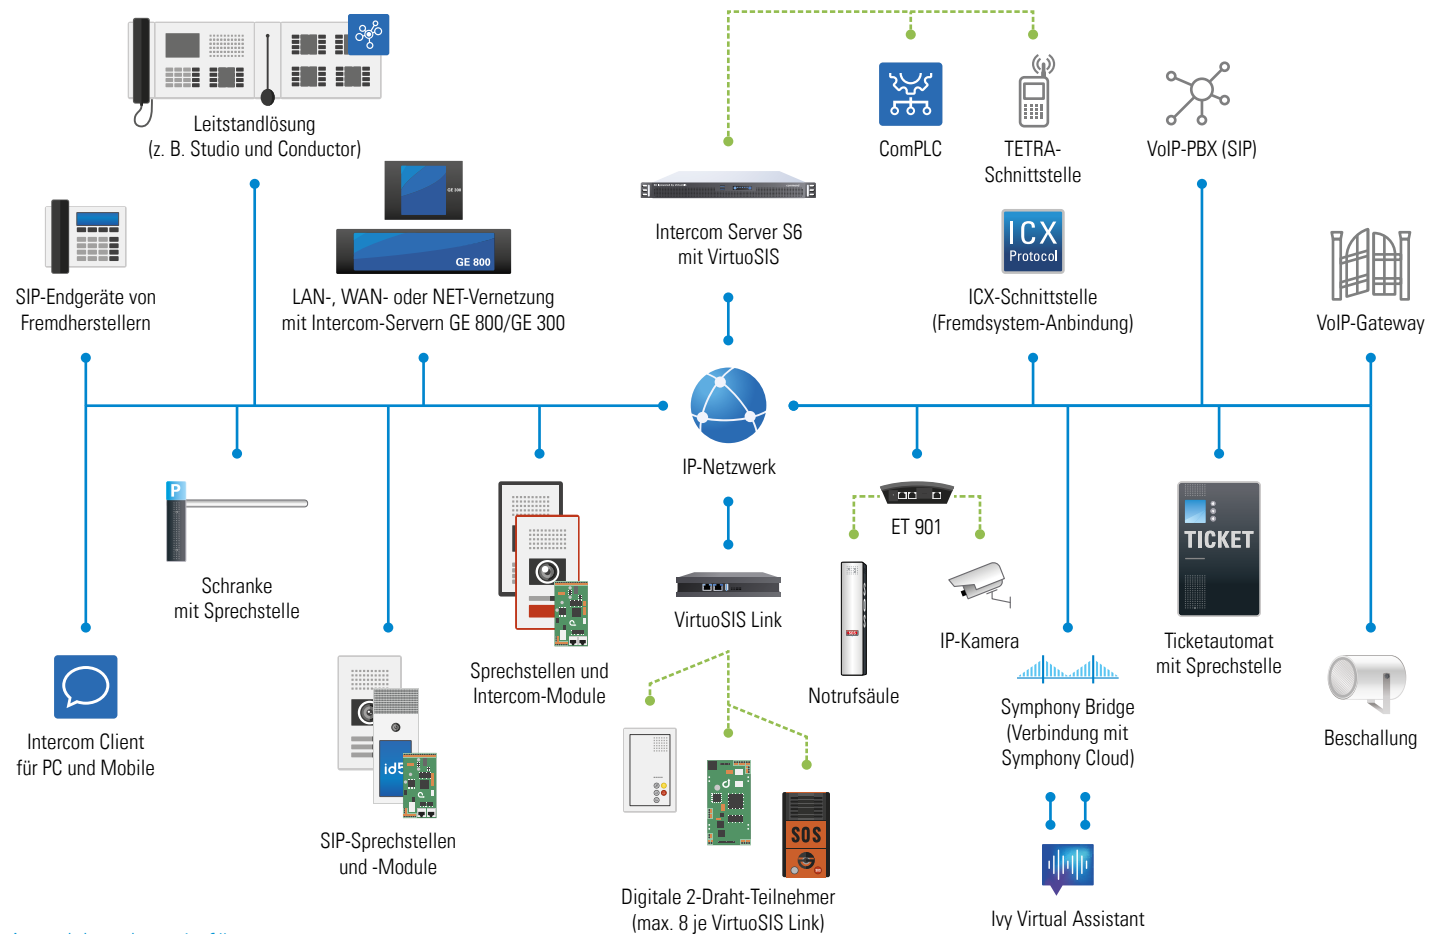 Leitstandlösung
(z. B. Studio und Conductor)
ComPLC
TETRA-
Schnittstelle
VoIP-PBX (SIP)
GE 300
GE 800
SIP-Endgeräte von
Fremdherstellern
LAN-, WAN- oder NET-Vernetzung
mit Intercom-Servern GE 800/GE 300
Intercom Server S6
mit VirtuoSIS
ICX
Protocol
ICX-Schnittstelle
(Fremdsystem-Anbindung)
VoIP-Gateway
IP-Netzwerk
P
Schranke
mit Sprechstelle
Sprechstellen und
Intercom-Module
VirtuoSIS Link
ET 901
SOS
Notrufsäule
IP-Kamera
TICKET
Ticketautomat
mit Sprechstelle
Intercom Client
für PC und Mobile
id5
SIP-Sprechstellen
und -Module
SOS
Digitale 2-Draht-Teilnehmer
(max. 8 je VirtuoSIS Link)
Symphony Bridge
(Verbindung mit
Symphony Cloud)
Ivy Virtual Assistant
Beschallung